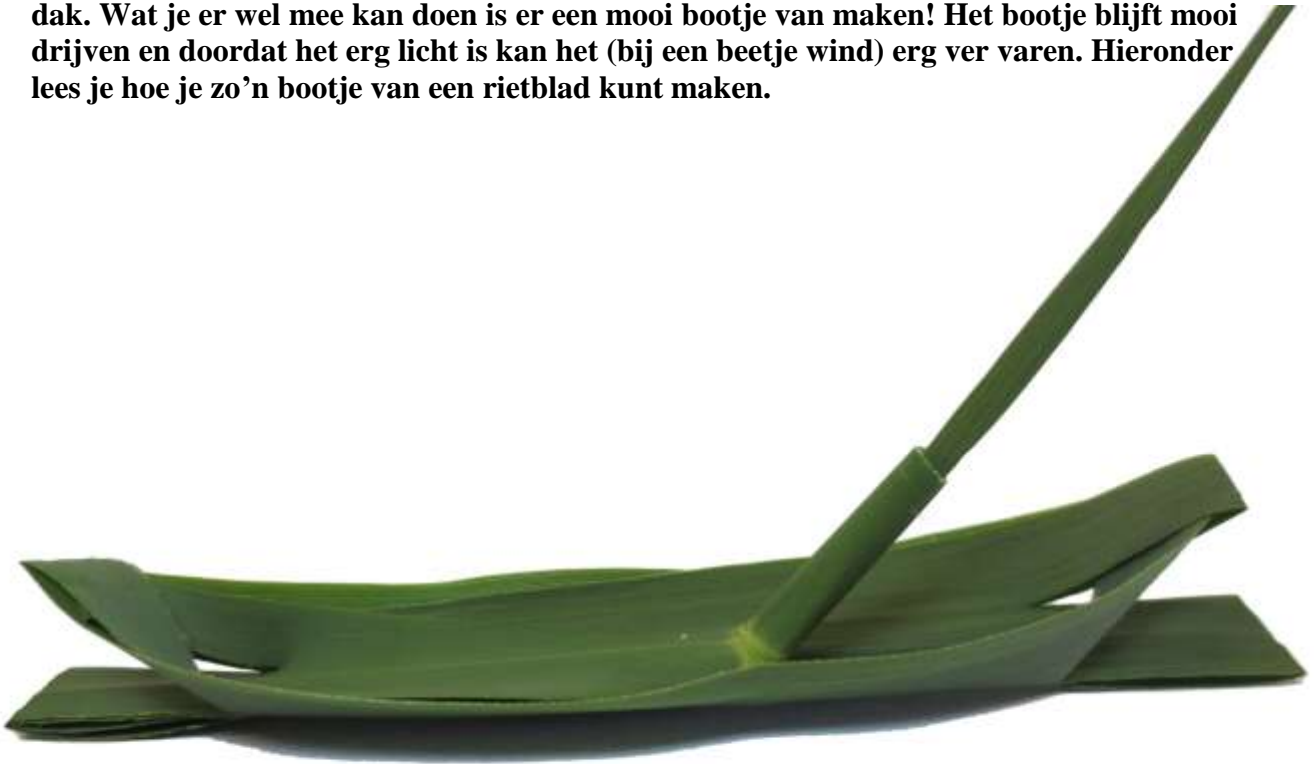 dak. Wat je er wel mee kan doen is er een mooi bootje van maken! Het bootje blijft mooi
drijven en doordat het erg licht is kan het (bij een beetje wind) erg ver varen. Hieronder
lees je hoe je zo’n bootje van een rietblad kunt maken.